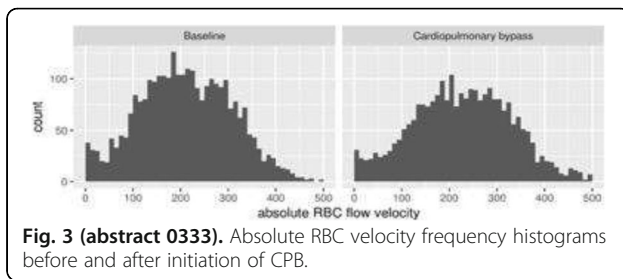 Baseline
Cardiopulmonary bypass
100
50
0
count
0 100 200 300 400 500 0 100 200 300 400 500
absolute RBC flow velocity
Fig. 3 (abstract 0333). Absolute RBC velocity frequency histograms
before and after initiation of CPB.